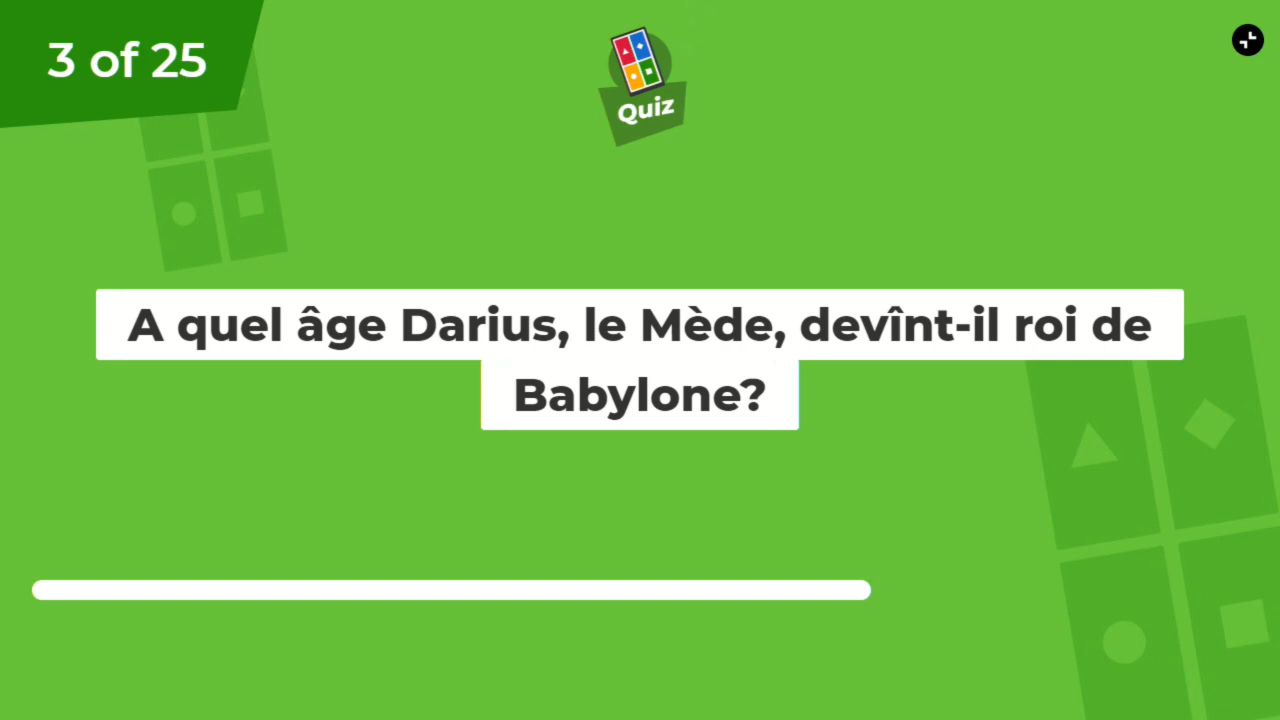 3 of 25
Quiz
A quel âge Darius, le Mède, devînt-il roi de
Babylone?